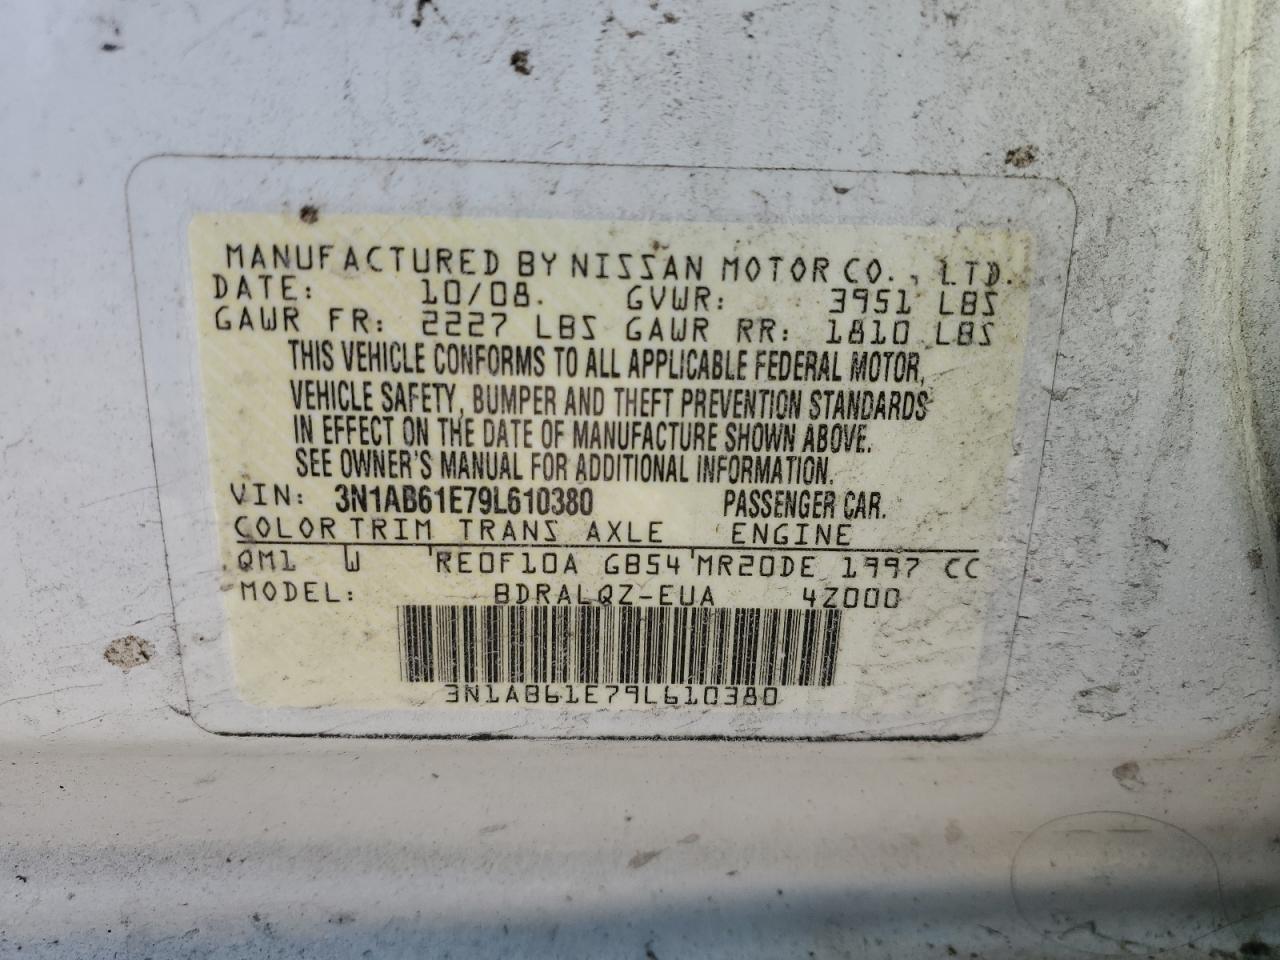 MANUFACTURED BY NISSAN MOTOR CO., LTD.
DATE: 10/08. GVWR: 3951 LBS
GAWR FR: 2227 LBS GAWR RR: 1810 LBS
THIS VEHICLE CONFORMS TO ALL APPLICABLE FEDERAL MOTOR,
VEHICLE SAFETY, BUMPER AND THEFT PREVENTION STANDARDS
IN EFFECT ON THE DATE OF MANUFACTURE SHOWN ABOVE.
SEE OWNER'S MANUAL FOR ADDITIONAL INFORMATION.
VIN: 3N1AB61E79L610380 PASSENGER CAR.
COLOR TRIM TRANS AXLE ENGINE
QM1 W RE0F10A GB54 MR20DE 1997 CC
MODEL: BDRALQZ-EUA 4Z000
3N1AB61E79L610380